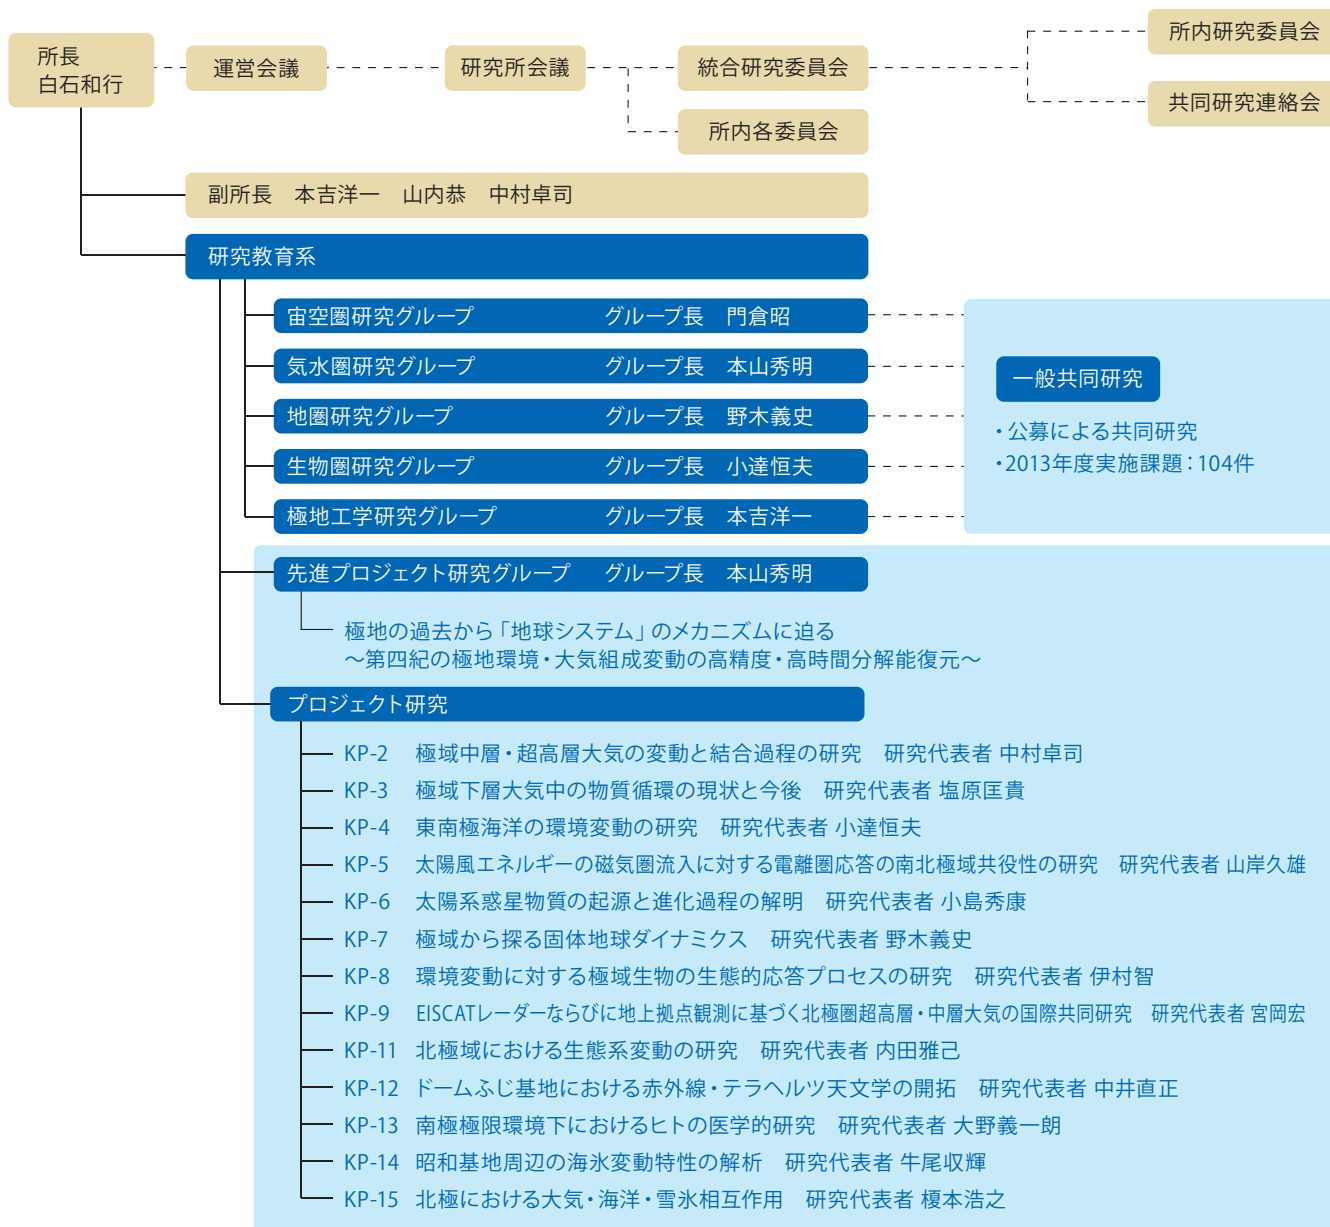 所長
白石和行
運営会議
研究所会議
統合研究委員会
所内研究委員会
共同研究連絡会
所内各委員会
副所長　本吉洋一　山内恭　中村卓司
研究教育系
宙空圏研究グループ　グループ長　門倉昭
気水圏研究グループ　グループ長　本山秀明
地圏研究グループ　グループ長　野木義史
生物圏研究グループ　グループ長　小達恒夫
極地工学研究グループ　グループ長　本吉洋一
一般共同研究
・公募による共同研究
・2013年度実施課題：104件
先進プロジェクト研究グループ　グループ長　本山秀明
極地の過去から「地球システム」のメカニズムに迫る
～第四紀の極地環境・大気組成変動の高精度・高時間分解能復元～
プロジェクト研究
KP-2　極域中層・超高層大気の変動と結合過程の研究　研究代表者 中村卓司
KP-3　極域下層大気中の物質循環の現状と今後　研究代表者 塩原匡貴
KP-4　東南極海洋の環境変動の研究　研究代表者 小達恒夫
KP-5　太陽風エネルギーの磁気圏流入に対する電離圏応答の南北極域共役性の研究　研究代表者 山岸久雄
KP-6　太陽系惑星物質の起源と進化過程の解明　研究代表者 小島秀康
KP-7　極域から探る固体地球ダイナミクス　研究代表者 野木義史
KP-8　環境変動に対する極域生物の生態的応答プロセスの研究　研究代表者 伊村智
KP-9　EISCATレーダーならびに地上拠点観測に基づく北極圏超高層・中層大気の国際共同研究　研究代表者 宮岡宏
KP-11　北極域における生態系変動の研究　研究代表者 内田雅己
KP-12　ドームふじ基地における赤外線・テラヘルツ天文学の開拓　研究代表者 中井直正
KP-13　南極極限環境下におけるヒトの医学的研究　研究代表者 大野義一朗
KP-14　昭和基地周辺の海氷変動特性の解析　研究代表者 牛尾収輝
KP-15　北極における大気・海洋・雪氷相互作用　研究代表者 榎本浩之